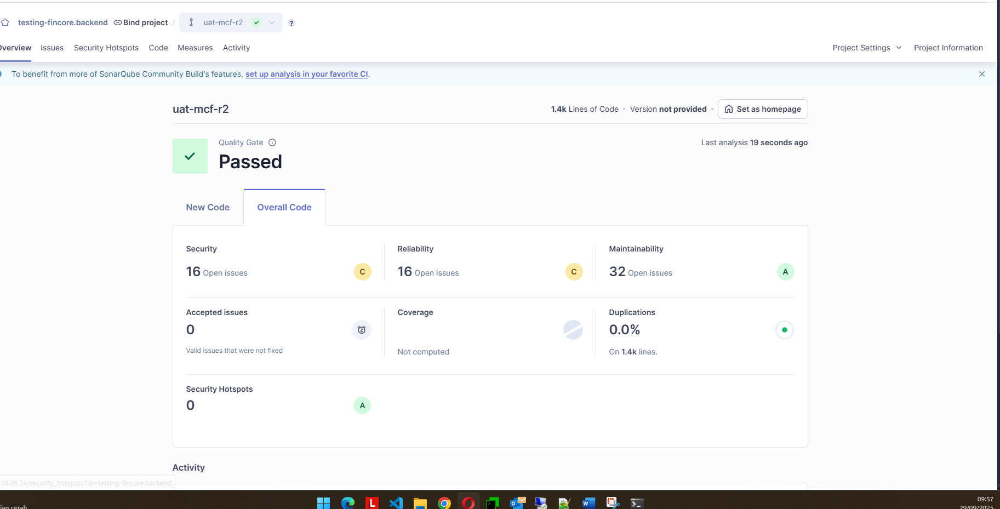 testing-fincore.backend Bind project / uat-mcf-r2 ?
Overview Issues Security Hotspots Code Measures Activity Project Settings Project Information
To benefit from more of SonarQube Community Build's features, set up analysis in your favorite CI.
uat-mcf-r2 1.4k Lines of Code • Version not provided • Set as homepage
Quality Gate
Passed
Last analysis 19 seconds ago
New Code Overall Code
Security
16 Open issues C
Reliability
16 Open issues C
Maintainability
32 Open issues A
Accepted issues
0
Valid issues that were not fixed
Coverage
Not computed
Duplications
0.0%
On 1.4k lines.
Security Hotspots
0 A
Activity
.16.95.24/security_hotspots?id=testing-fincore.backend
09:57
29/09/2025